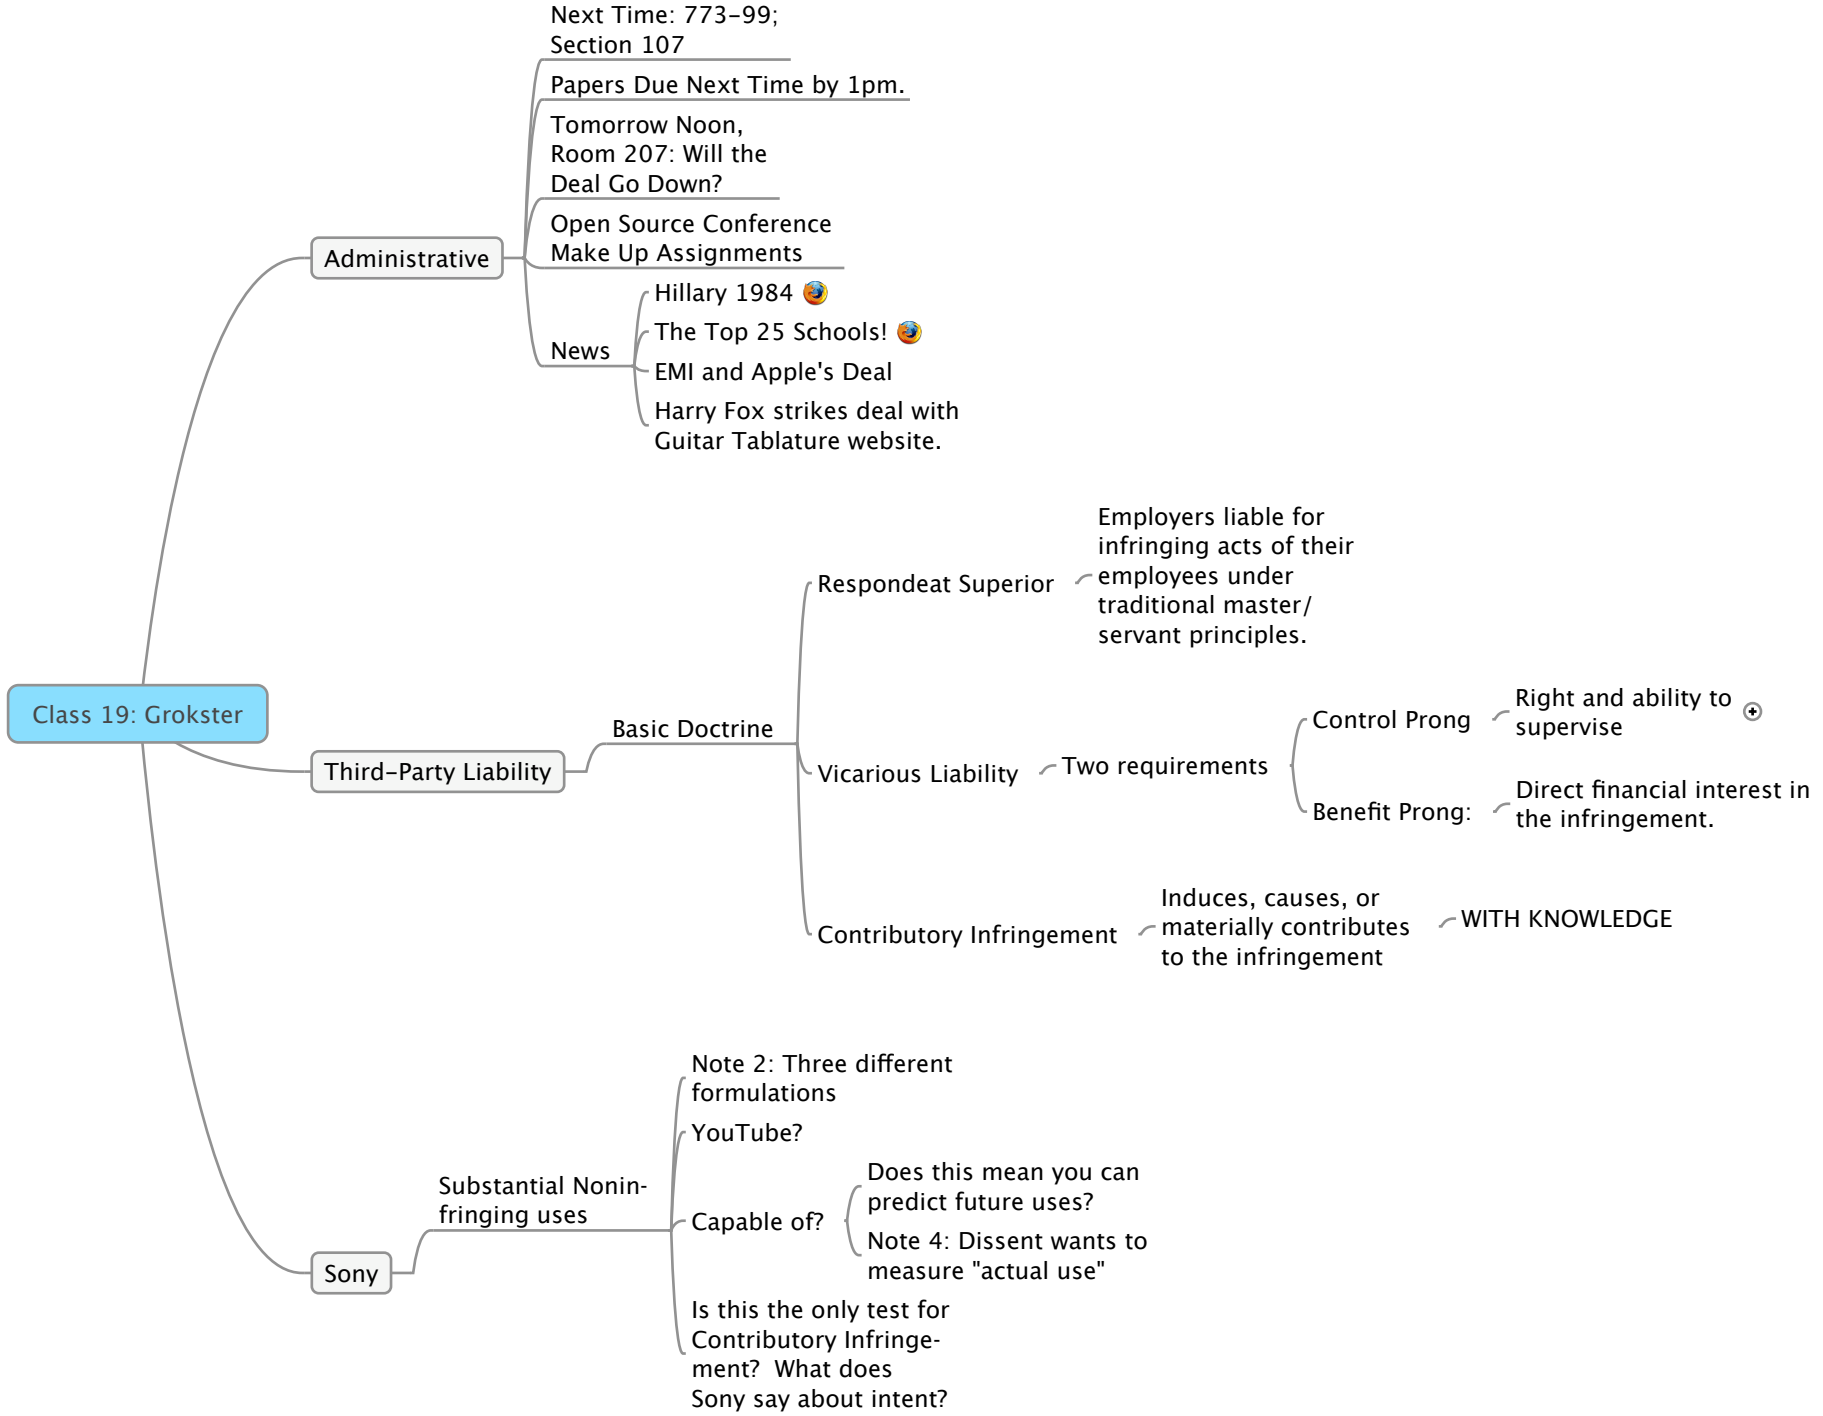 Next Time: 773-99;
Section 107
Papers Due Next Time by 1pm.
Tomorrow Noon,
Room 207: Will the
Deal Go Down?
Open Source Conference
Make Up Assignments
Administrative
Hillary 1984
The Top 25 Schools!
News
EMI and Apple's Deal
Harry Fox strikes deal with
Guitar Tablature website.
Employers liable for
infringing acts of their
employees under
traditional master/
servant principles.
Respondeat Superior
Class 19: Grokster
Third-Party Liability
Basic Doctrine
Vicarious Liability
Two requirements
Control Prong
Right and ability to
supervise
Benefit Prong:
Direct financial interest in
the infringement.
Contributory Infringement
Induces, causes, or
materially contributes
to the infringement
WITH KNOWLEDGE
Note 2: Three different
formulations
YouTube?
Substantial Nonin-
fringing uses
Capable of?
Does this mean you can
predict future uses?
Note 4: Dissent wants to
measure "actual use"
Sony
Is this the only test for
Contributory Infringe-
ment?  What does
Sony say about intent?